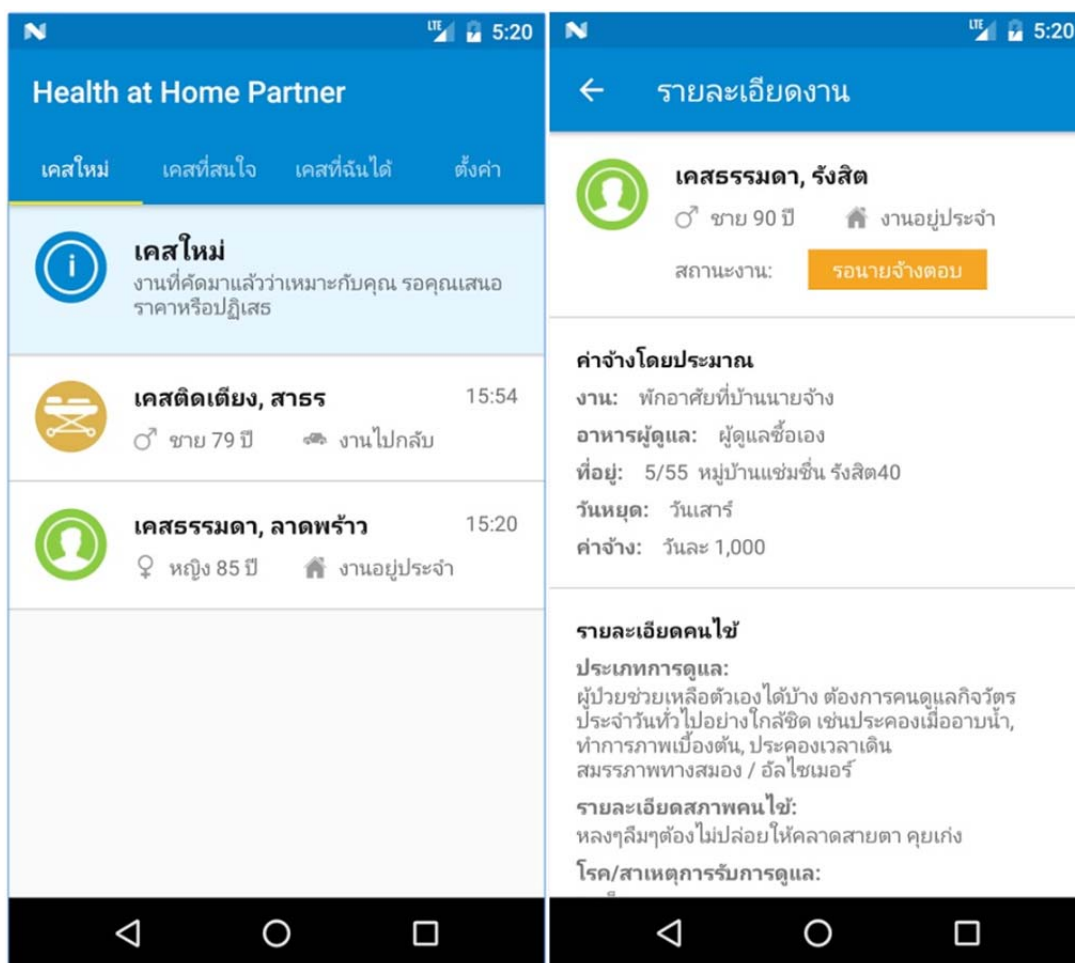 LTE 5:20
Health at Home Partner
เคสใหม่ เคสที่สนใจ เคสที่ฉันได้ ตั้งค่า
เคสใหม่
งานที่คัดมาแล้วว่าเหมาะกับคุณ รอคุณเสนอ
ราคาหรือปฏิเสธ
เคสติดเตียง, สาธร 15:54
ชาย 79 ปี งานไปกลับ
เคสธรรมดา, ลาดพร้าว 15:20
หญิง 85 ปี งานอยู่ประจำ
LTE 5:20
รายละเอียดงาน
เคสธรรมดา, รังสิต
ชาย 90 ปี งานอยู่ประจำ
สถานะงาน: รอนายจ้างตอบ
ค่าจ้างโดยประมาณ
งาน: พักอาศัยที่บ้านนายจ้าง
อาหารผู้ดูแล: ผู้ดูแลซื้อเอง
ที่อยู่: 5/55 หมู่บ้านแช่มชื่น รังสิต40
วันหยุด: วันเสาร์
ค่าจ้าง: วันละ 1,000
รายละเอียดคนไข้
ประเภทการดูแล:
ผู้ป่วยช่วยเหลือตัวเองได้บ้าง ต้องการคนดูแลกิจวัตร
ประจำวันทั่วไปอย่างใกล้ชิด เช่นประคองเมื่ออาบน้ำ,
ทำการภาพเบื้องต้น, ประคองเวลาเดิน
สมรรภาพทางสมอง / อัลไซเมอร์
รายละเอียดสภาพคนไข้:
หลงๆลืมๆต้องไม่ปล่อยให้คลาดสายตา คุยเก่ง
โรค/สาเหตุการรับการดูแล: